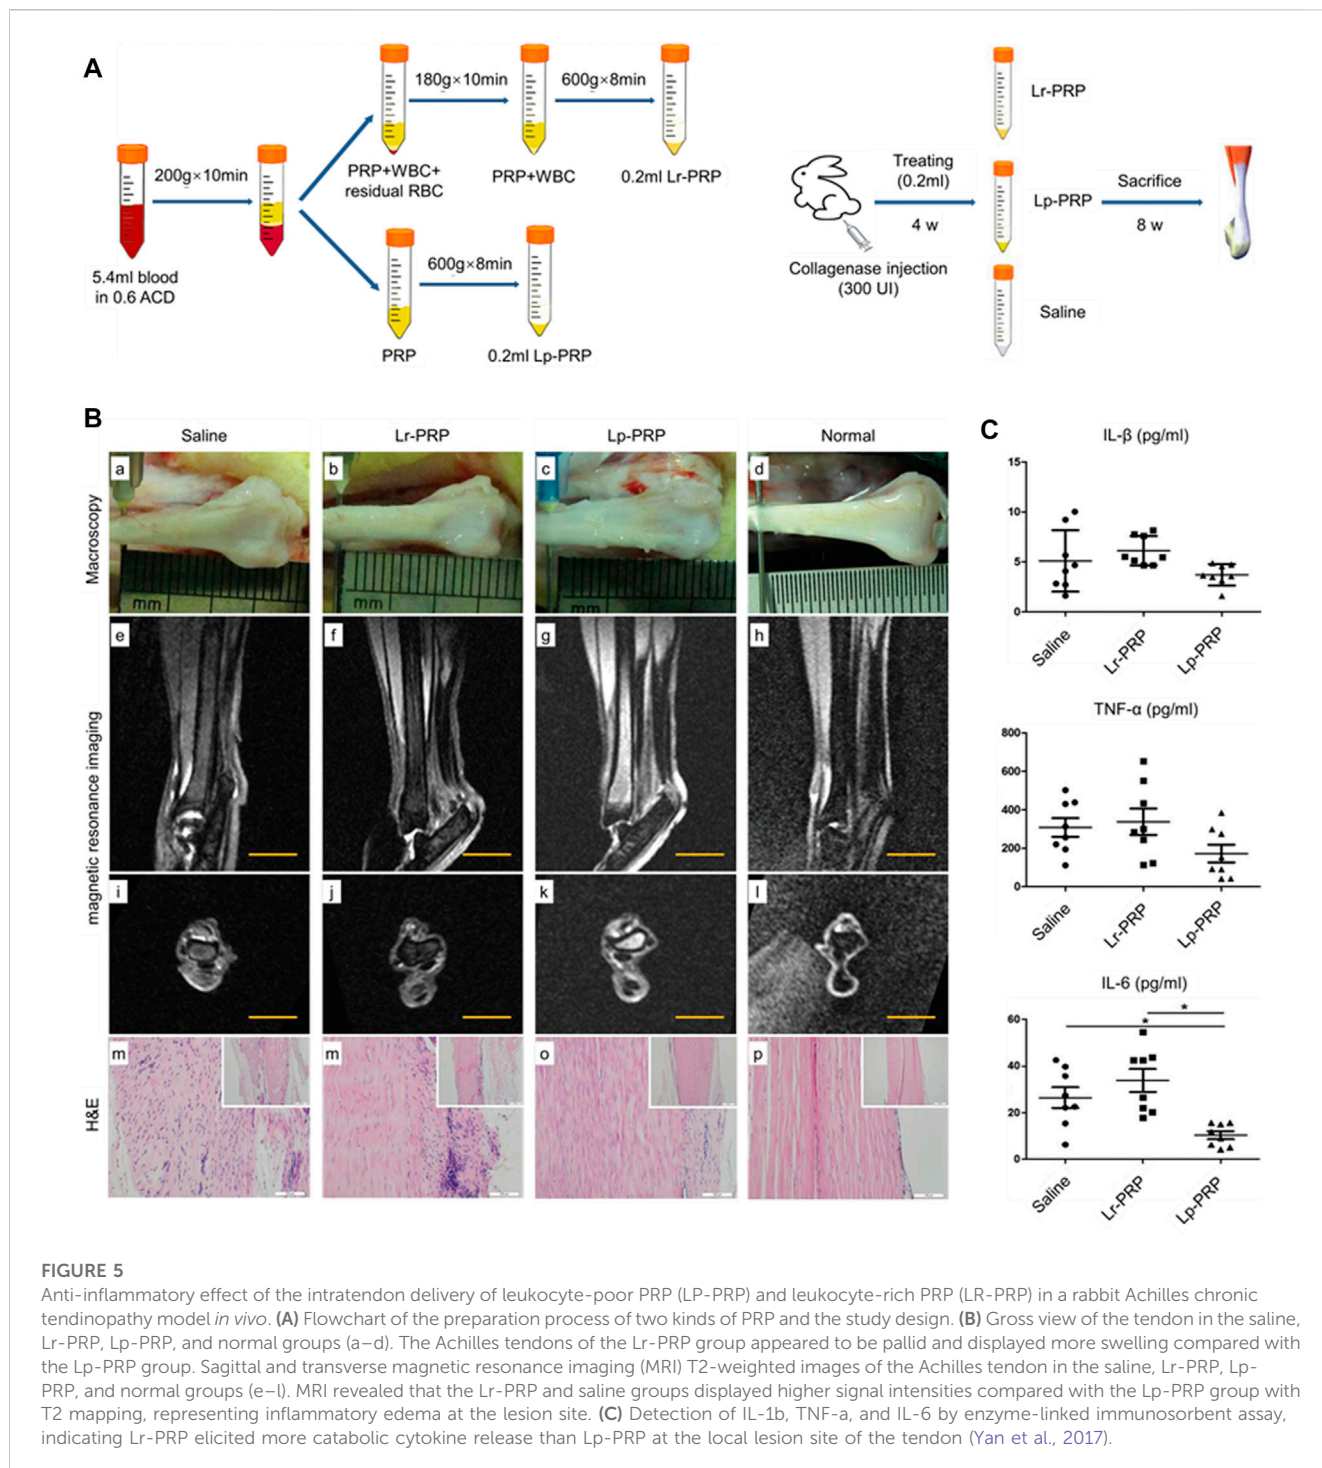 A
180g×10min
600g×8min
200g×10min
PRP+WBC+
residual RBC
PRP+WBC
0.2ml Lr-PRP
5.4ml blood
in 0.6 ACD
600g×8min
PRP
0.2ml Lp-PRP
Lr-PRP
Treating
(0.2ml)
4 w
Lp-PRP
Sacrifice
8 w
Collagenase injection
(300 UI)
Saline
B
Saline
Lr-PRP
Lp-PRP
Normal
Macroscopy
a
mm
b
mm
c
mm
d
mm
magnetic resonance imaging
e
f
g
h
i
j
k
l
H&E
m
m
o
p
C
IL-β (pg/ml)
15
10
5
0
Saline
Lr-PRP
Lp-PRP
TNF-α (pg/ml)
800
600
400
200
0
Saline
Lr-PRP
Lp-PRP
IL-6 (pg/ml)
60
40
20
0
*
*
Saline
Lr-PRP
Lp-PRP
FIGURE 5
Anti-inflammatory effect of the intratendon delivery of leukocyte-poor PRP (LP-PRP) and leukocyte-rich PRP (LR-PRP) in a rabbit Achilles chronic
tendinopathy model in vivo. (A) Flowchart of the preparation process of two kinds of PRP and the study design. (B) Gross view of the tendon in the saline,
Lr-PRP, Lp-PRP, and normal groups (a–d). The Achilles tendons of the Lr-PRP group appeared to be pallid and displayed more swelling compared with
the Lp-PRP group. Sagittal and transverse magnetic resonance imaging (MRI) T2-weighted images of the Achilles tendon in the saline, Lr-PRP, Lp-
PRP, and normal groups (e–l). MRI revealed that the Lr-PRP and saline groups displayed higher signal intensities compared with the Lp-PRP group with
T2 mapping, representing inflammatory edema at the lesion site. (C) Detection of IL-1b, TNF-a, and IL-6 by enzyme-linked immunosorbent assay,
indicating Lr-PRP elicited more catabolic cytokine release than Lp-PRP at the local lesion site of the tendon (Yan et al., 2017).